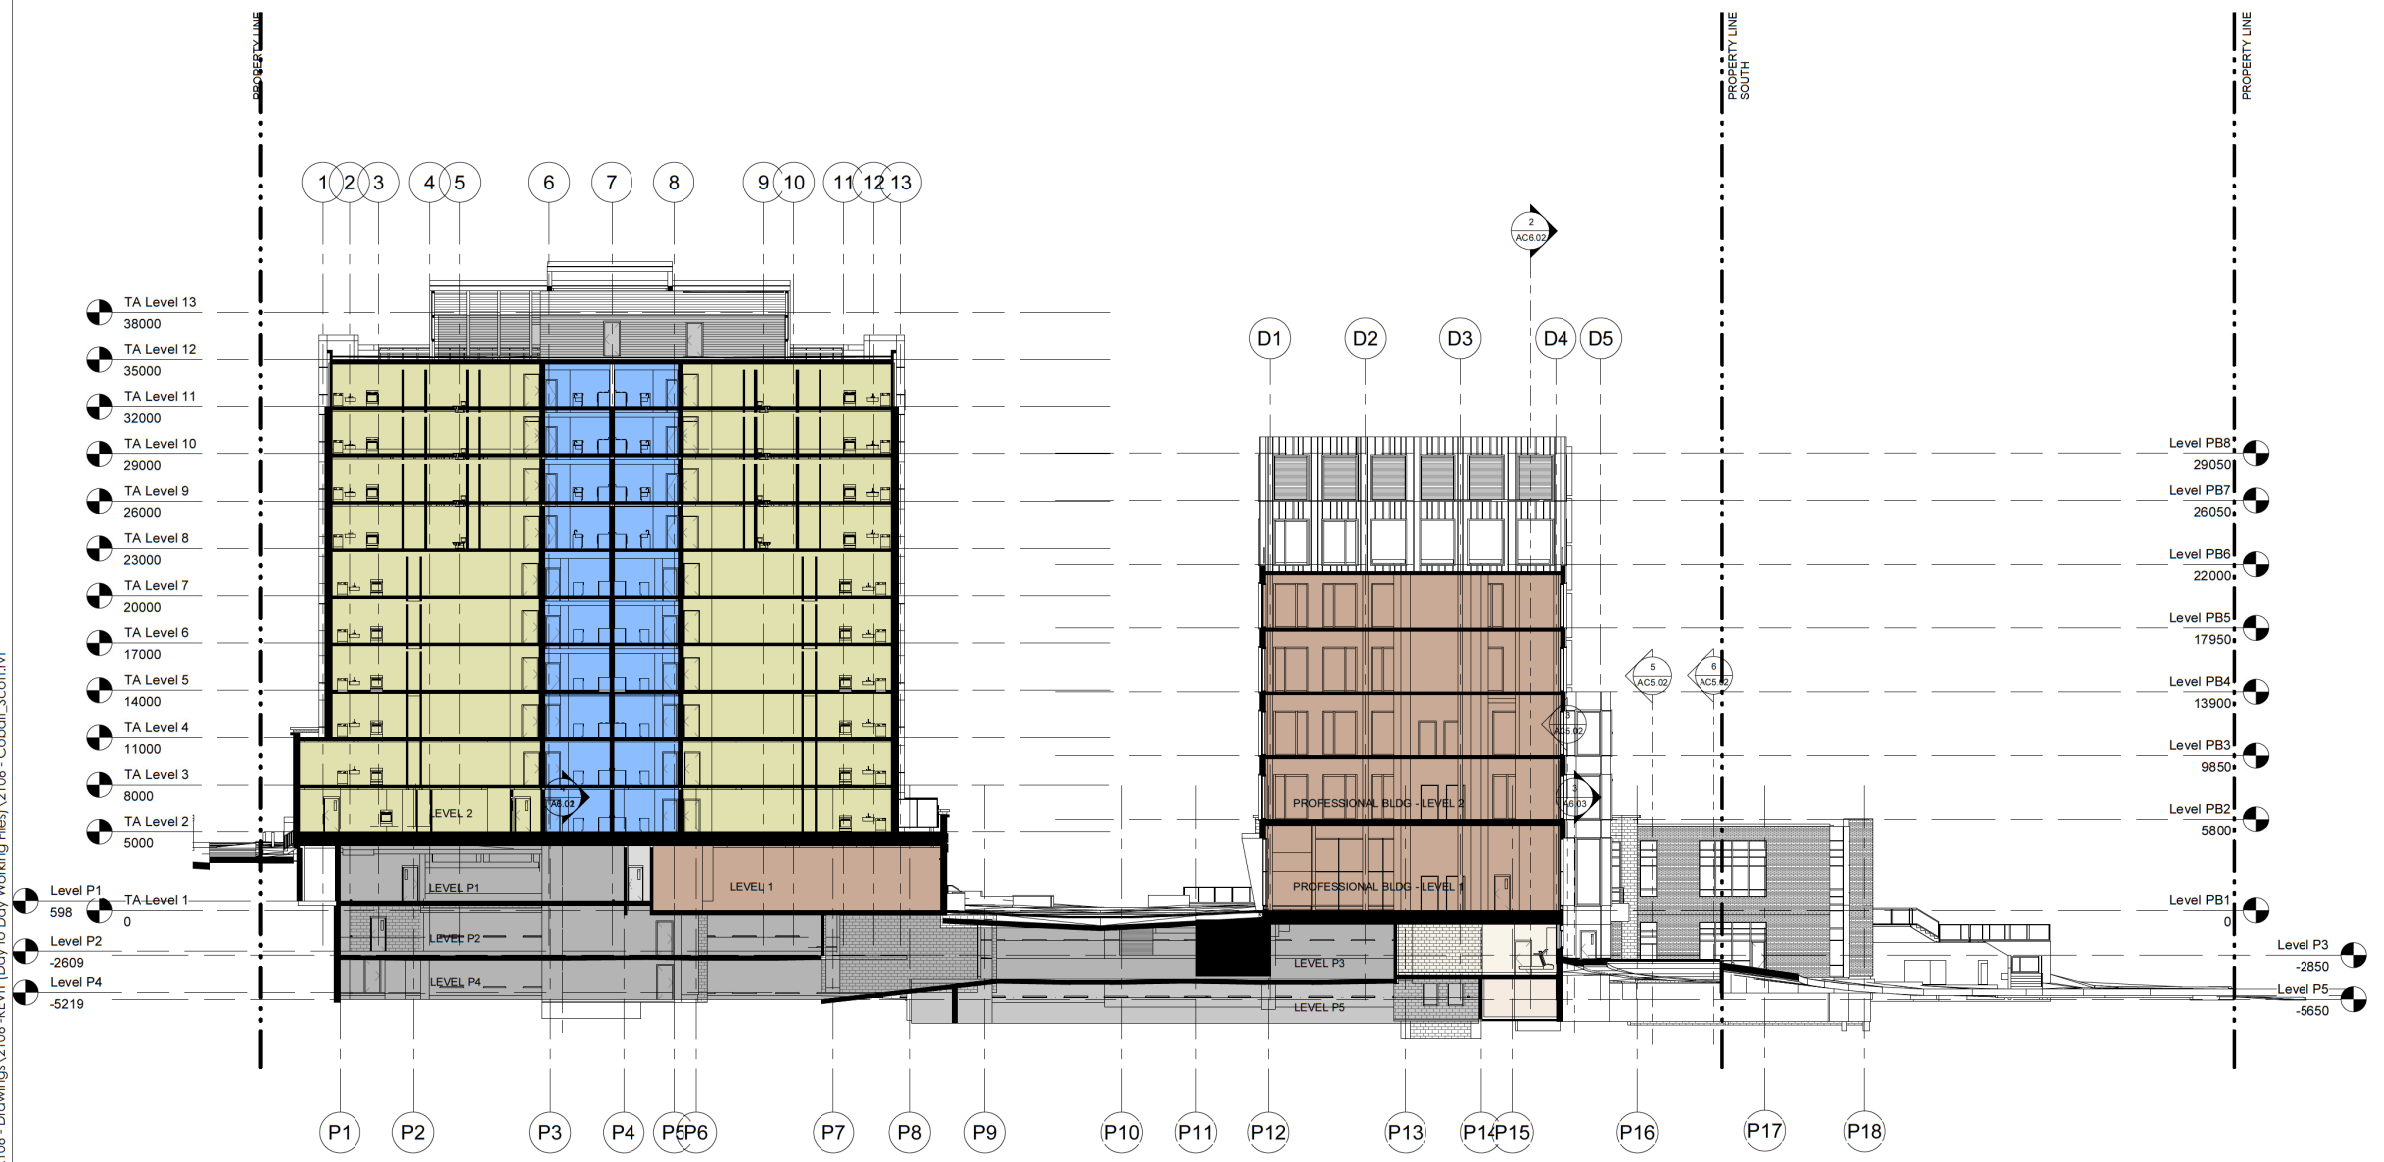 PROPERTY LINE
PROPERTY LINE
SOUTH
PROPERTY LINE
1 2 3 4 5 6 7 8 9 10 11 12 13
2
AC6.02
D1 D2 D3 D4 D5
TA Level 13
38000
TA Level 12
35000
TA Level 11
32000
TA Level 10
29000
TA Level 9
26000
TA Level 8
23000
TA Level 7
20000
TA Level 6
17000
TA Level 5
14000
TA Level 4
11000
TA Level 3
8000
TA Level 2
5000
TA Level 1
0
Level P1
598
Level P2
-2609
Level P4
-5219
LEVEL 2
LEVEL P1
LEVEL 1
LEVEL P2
LEVEL P4
PROFESSIONAL BLDG - LEVEL 2
PROFESSIONAL BLDG - LEVEL 1
LEVEL P3
LEVEL P5
5
AC5.02
6
AC5.02
3
A6.03
Level PB8
29050
Level PB7
26050
Level PB6
22000
Level PB5
17950
Level PB4
13900
Level PB3
9850
Level PB2
5800
Level PB1
0
Level P3
-2850
Level P5
-5650
P1 P2 P3 P4 P5 P6 P7 P8 P9 P10 P11 P12 P13 P14 P15 P16 P17 P18